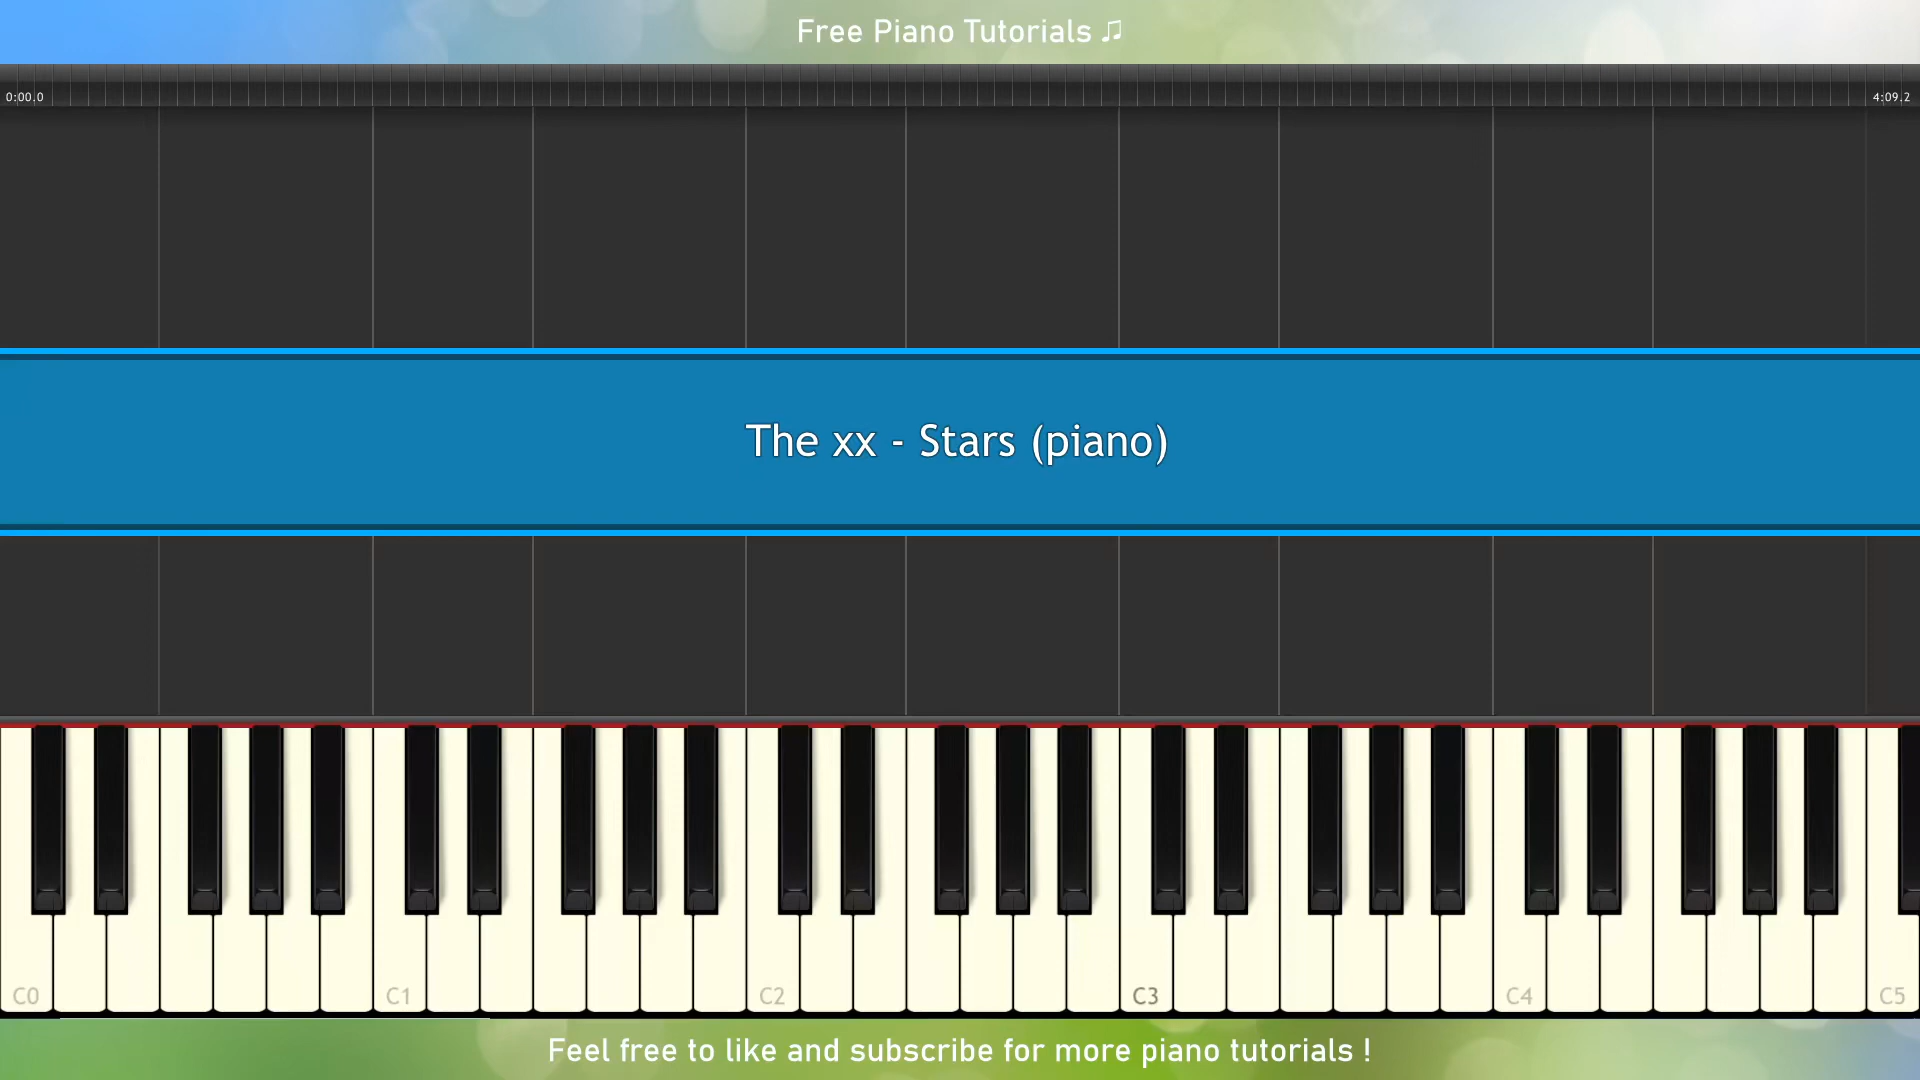 Free Piano Tutorials ♫
0:00.0
4:09.2
The xx - Stars (piano)
C0
C1
C2
C3
C4
C5
Feel free to like and subscribe for more piano tutorials !